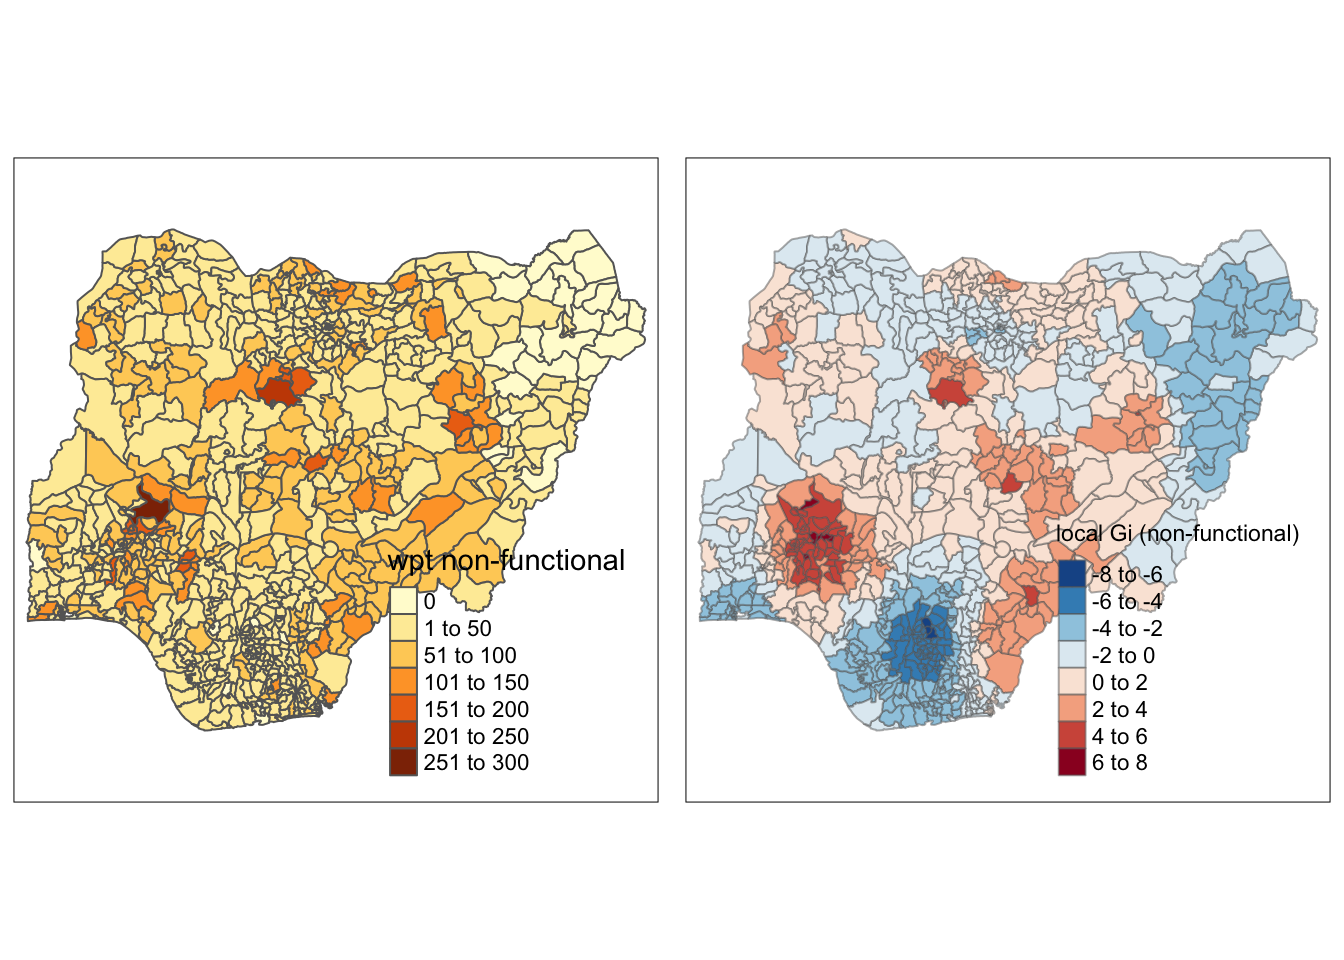 wpt non-functional
0
1 to 50
51 to 100
101 to 150
151 to 200
201 to 250
251 to 300
local Gi (non-functional)
-8 to -6
-6 to -4
-4 to -2
-2 to 0
0 to 2
2 to 4
4 to 6
6 to 8